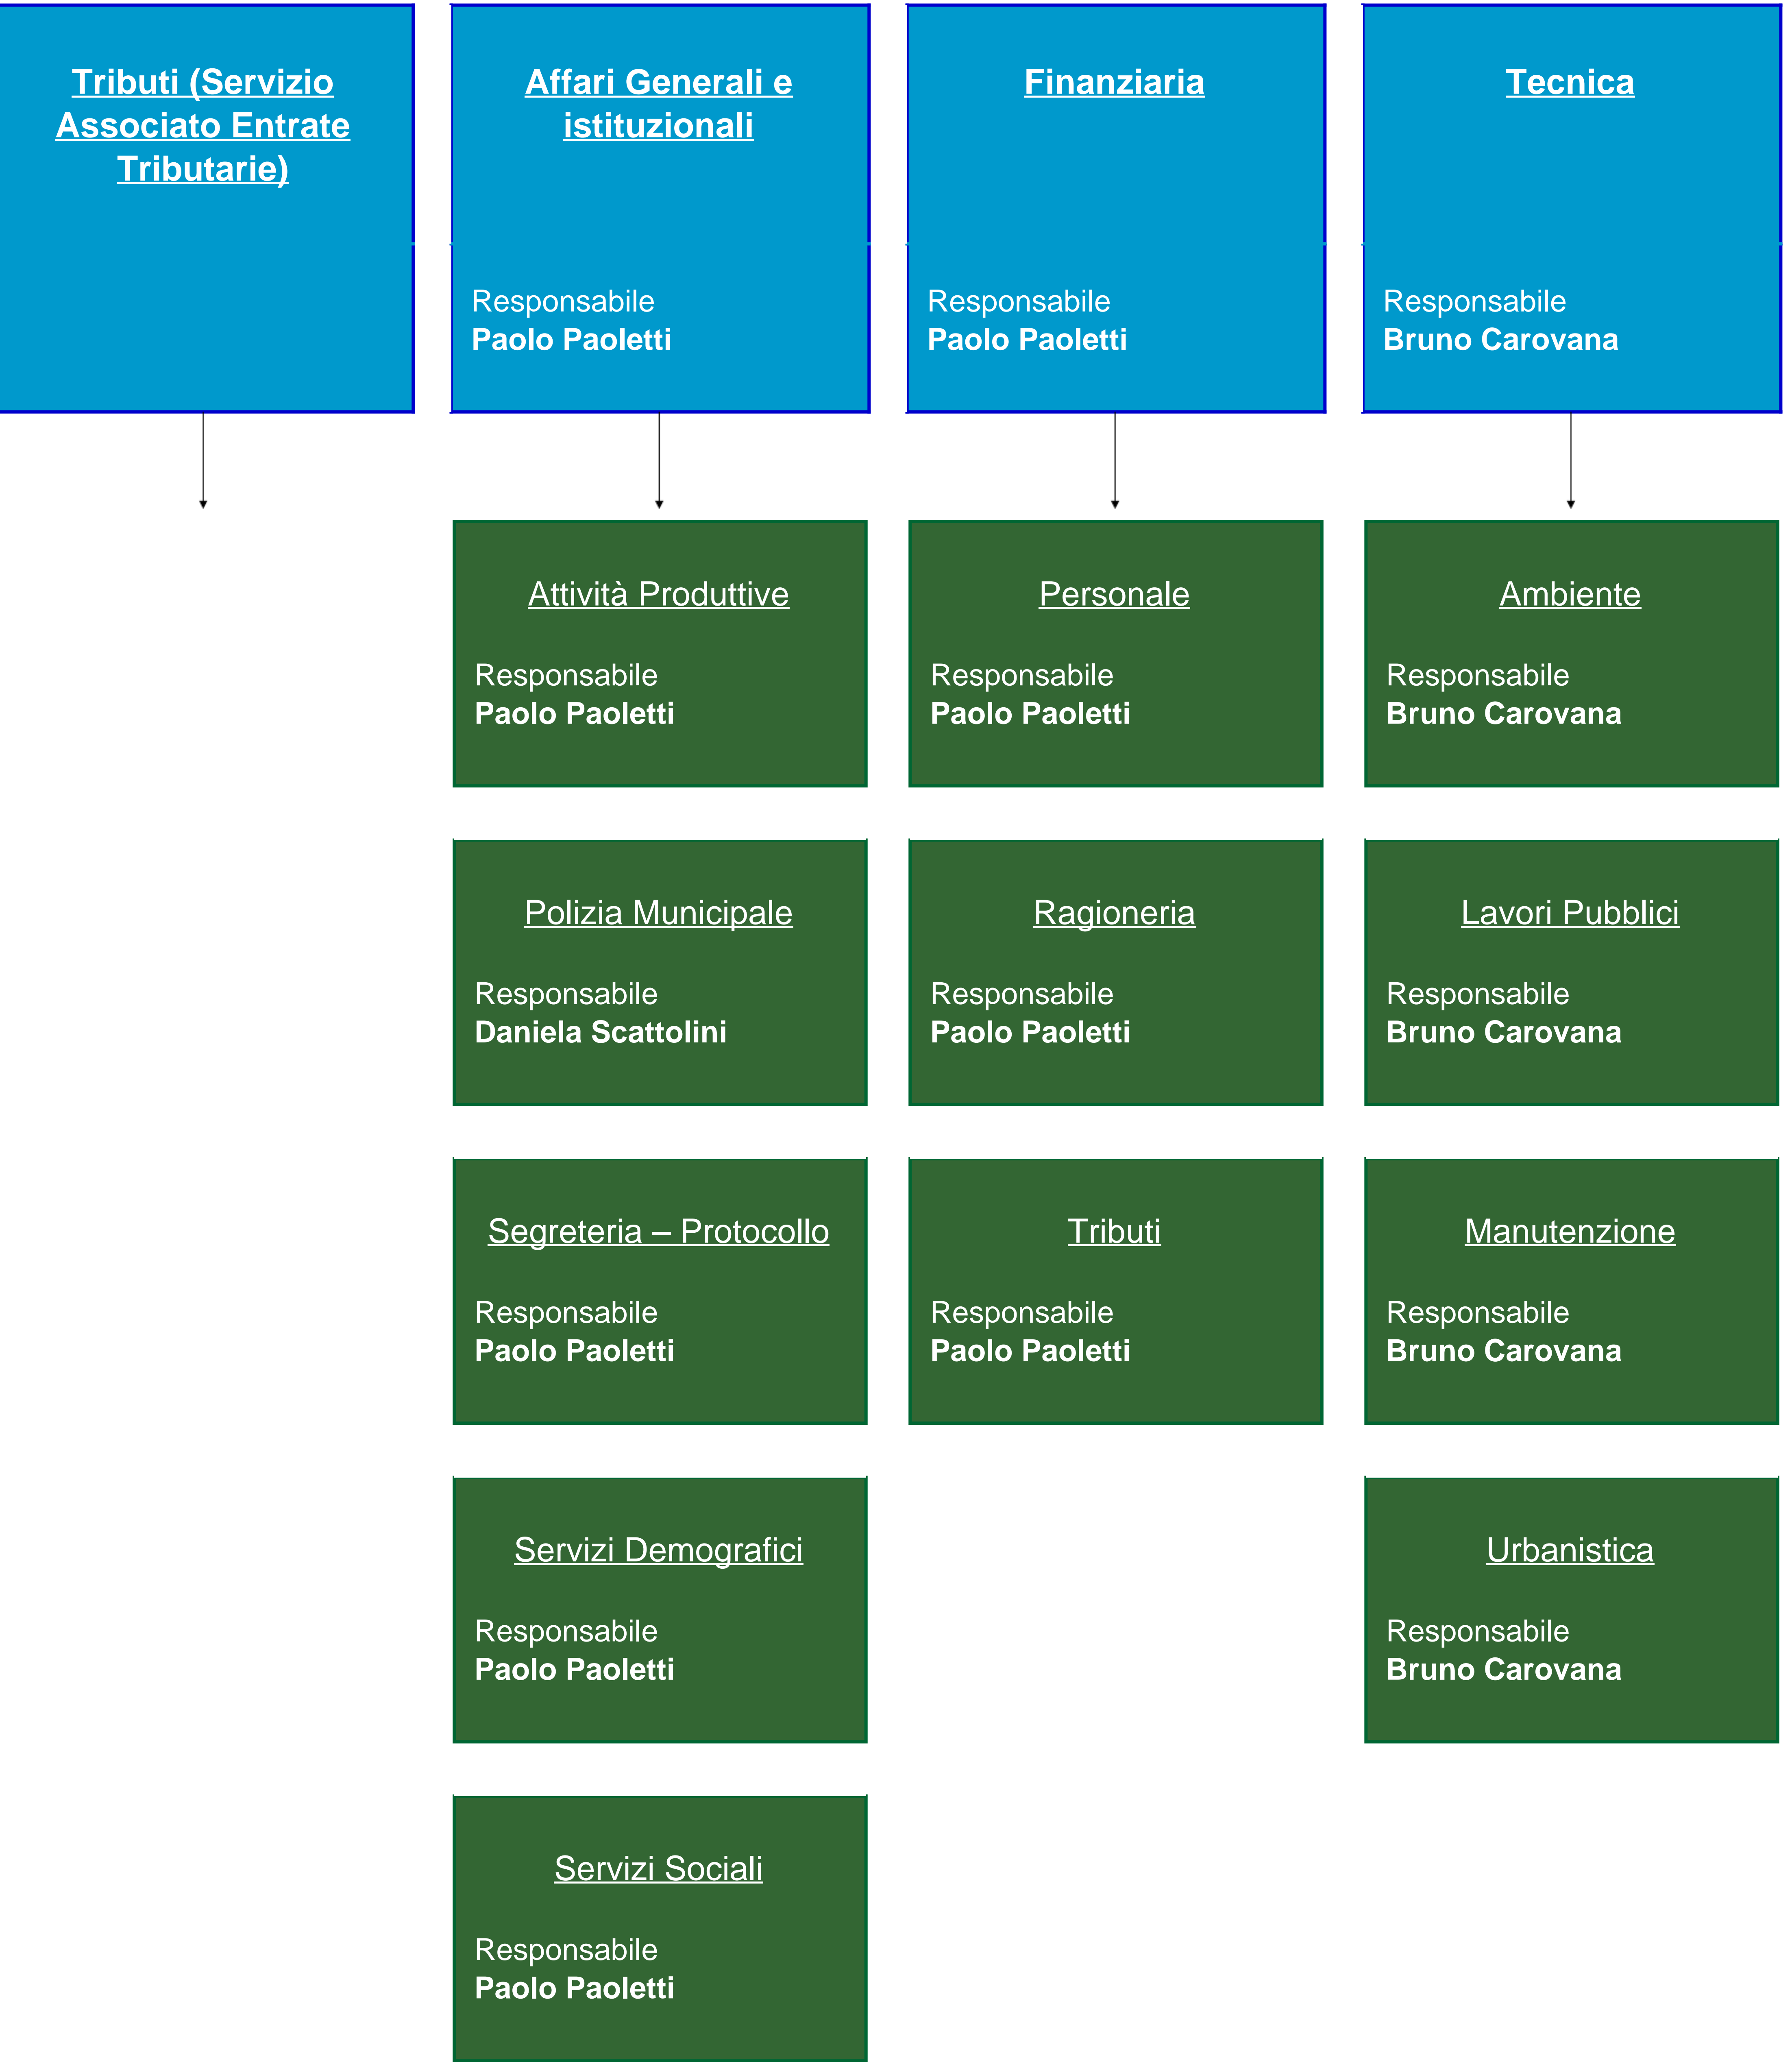 Tributi (Servizio
Associato Entrate
Tributarie)
Affari Generali e
istituzionali
Responsabile
Paolo Paoletti
Finanziaria
Responsabile
Paolo Paoletti
Tecnica
Responsabile
Bruno Carovana
Attività Produttive
Responsabile
Paolo Paoletti
Personale
Responsabile
Paolo Paoletti
Ambiente
Responsabile
Bruno Carovana
Polizia Municipale
Responsabile
Daniela Scattolini
Ragioneria
Responsabile
Paolo Paoletti
Lavori Pubblici
Responsabile
Bruno Carovana
Segreteria – Protocollo
Responsabile
Paolo Paoletti
Tributi
Responsabile
Paolo Paoletti
Manutenzione
Responsabile
Bruno Carovana
Servizi Demografici
Responsabile
Paolo Paoletti
Urbanistica
Responsabile
Bruno Carovana
Servizi Sociali
Responsabile
Paolo Paoletti